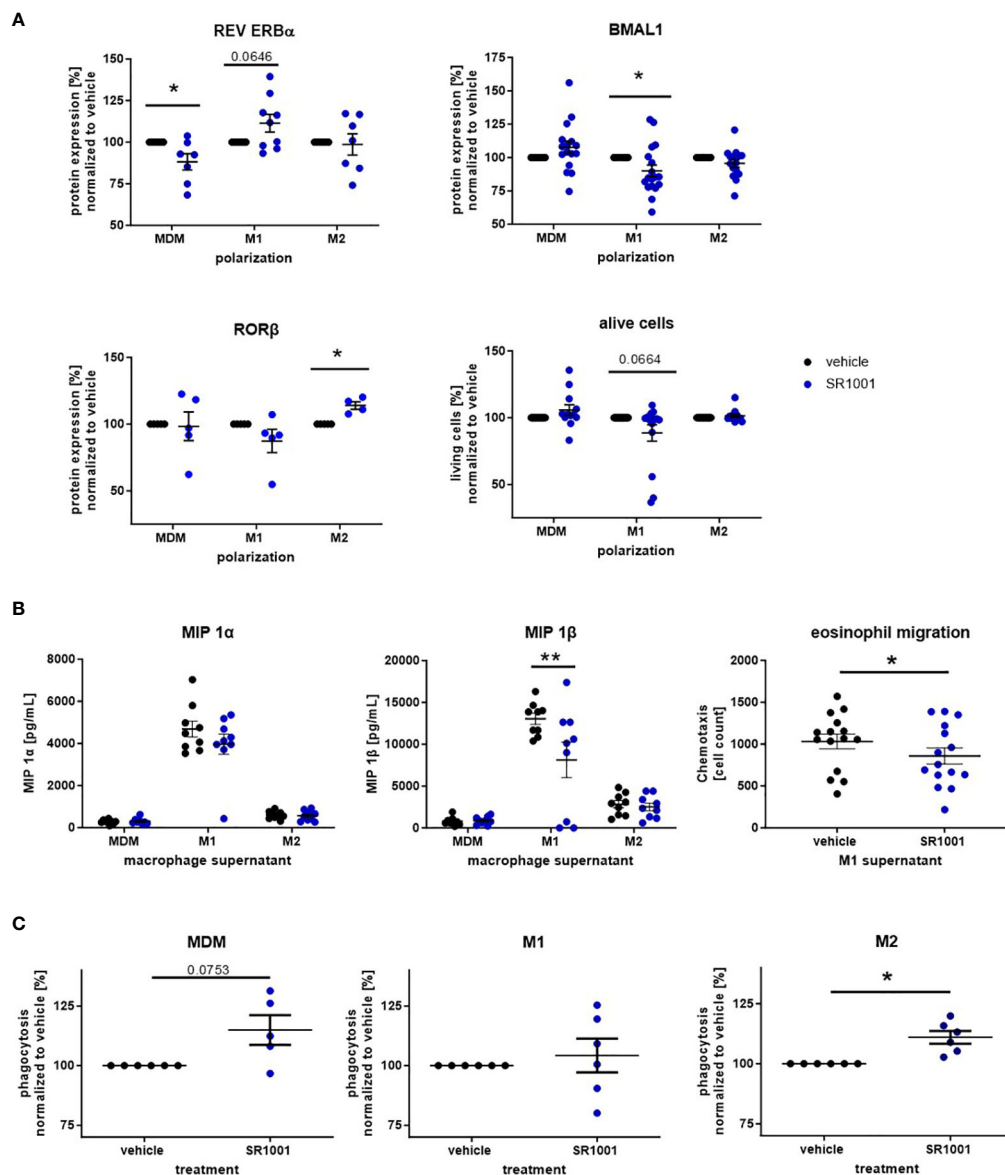 A
REV ERBα
BMAL1
protein expression [%]
normalized to vehicle
150
125
100
75
50
*
0.0646
MDM
M1
M2
polarization
protein expression [%]
normalized to vehicle
175
150
125
100
75
50
*
MDM
M1
M2
polarization
RORβ
alive cells
protein expression [%]
normalized to vehicle
150
100
50
*
MDM
M1
M2
polarization
living cells [%]
normalized to vehicle
150
100
50
0.0664
MDM
M1
M2
polarization
vehicle
SR1001
B
MIP 1α
MIP 1β
eosinophil migration
MIP 1α [pg/mL]
8000
6000
4000
2000
0
MDM
M1
M2
macrophage supernatant
MIP 1β [pg/mL]
20000
15000
10000
5000
0
**
MDM
M1
M2
macrophage supernatant
Chemotaxis
[cell count]
2000
1500
1000
500
0
*
vehicle
SR1001
M1 supernatant
C
MDM
M1
M2
phagocytosis
normalized to vehicle [%]
125
100
75
0.0753
vehicle
SR1001
treatment
phagocytosis
normalized to vehicle [%]
125
100
75
vehicle
SR1001
treatment
phagocytosis
normalized to vehicle [%]
125
100
75
*
vehicle
SR1001
treatment